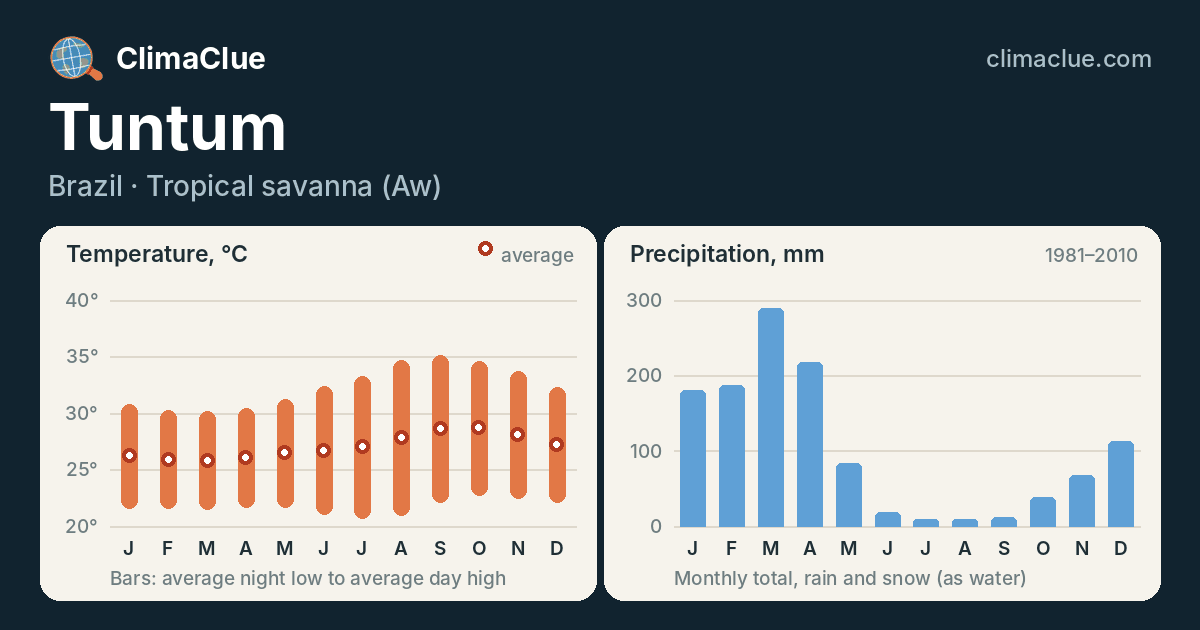 ClimaClue
climaclue.com
Tuntum
Brazil · Tropical savanna (Aw)
Temperature, °C
average
40°
35°
30°
25°
20°
J F M A M J J A S O N D
Bars: average night low to average day high
Precipitation, mm
1981–2010
300
200
100
0
J F M A M J J A S O N D
Monthly total, rain and snow (as water)